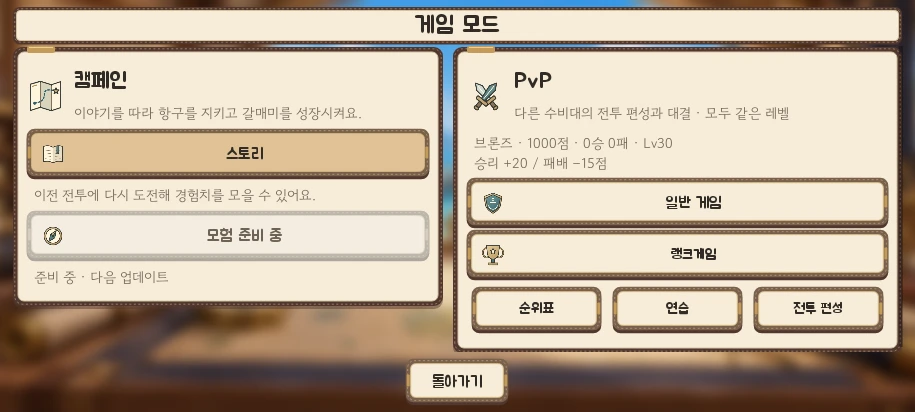 게임 모드
캠페인
이야기를 따라 항구를 지키고 갈매미를 성장시켜요.
스토리
이전 전투에 다시 도전해 경험치를 모을 수 있어요.
모험 준비 중
준비 중 · 다음 업데이트
PvP
다른 수비대의 전투 편성과 대결 · 모두 같은 레벨
브론즈 · 1000점 · 0승 0패 · Lv30
승리 +20 / 패배 −15점
일반 게임
랭크게임
순위표
연습
전투 편성
돌아가기